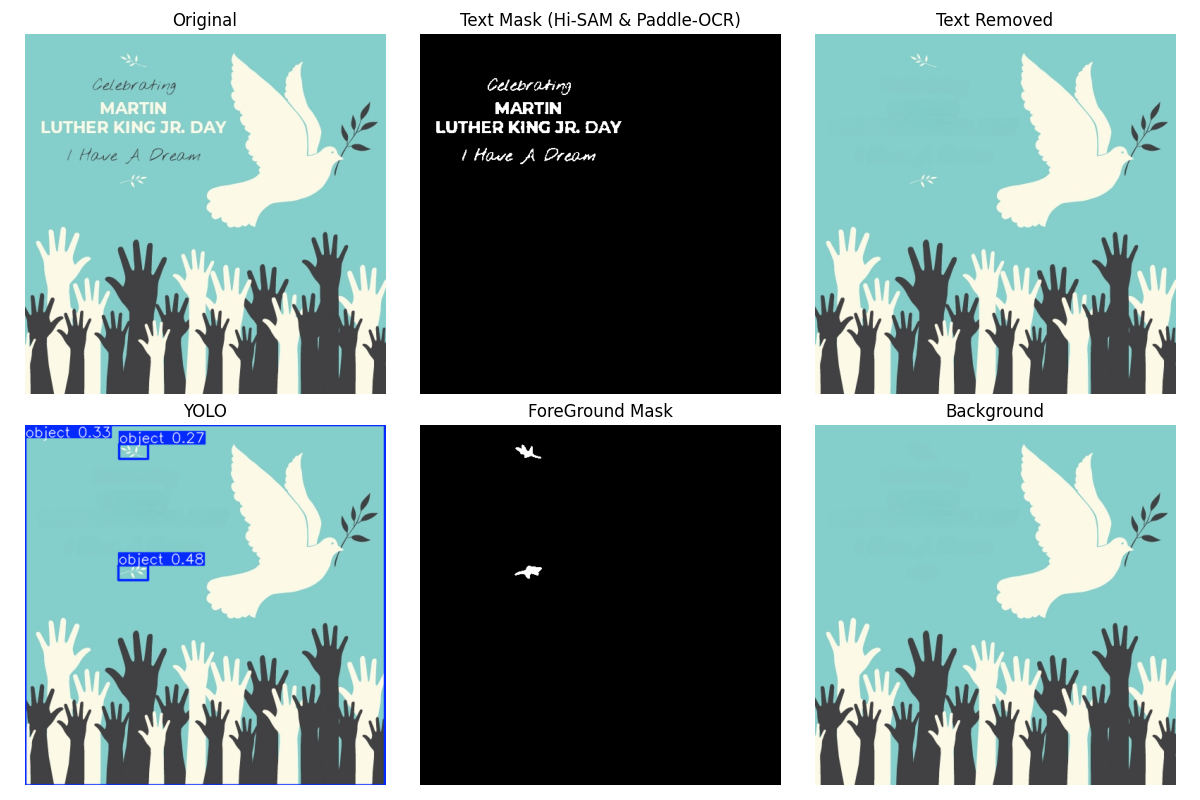 Original
Text Mask (Hi-SAM & Paddle-OCR)
Text Removed
Celebrating
MARTIN
LUTHER KING JR. DAY
I Have A Dream
Celebrating
MARTIN
LUTHER KING JR. DAY
I Have A Dream
YOLO
ForeGround Mask
Background
object 0.33
object 0.27
object 0.48